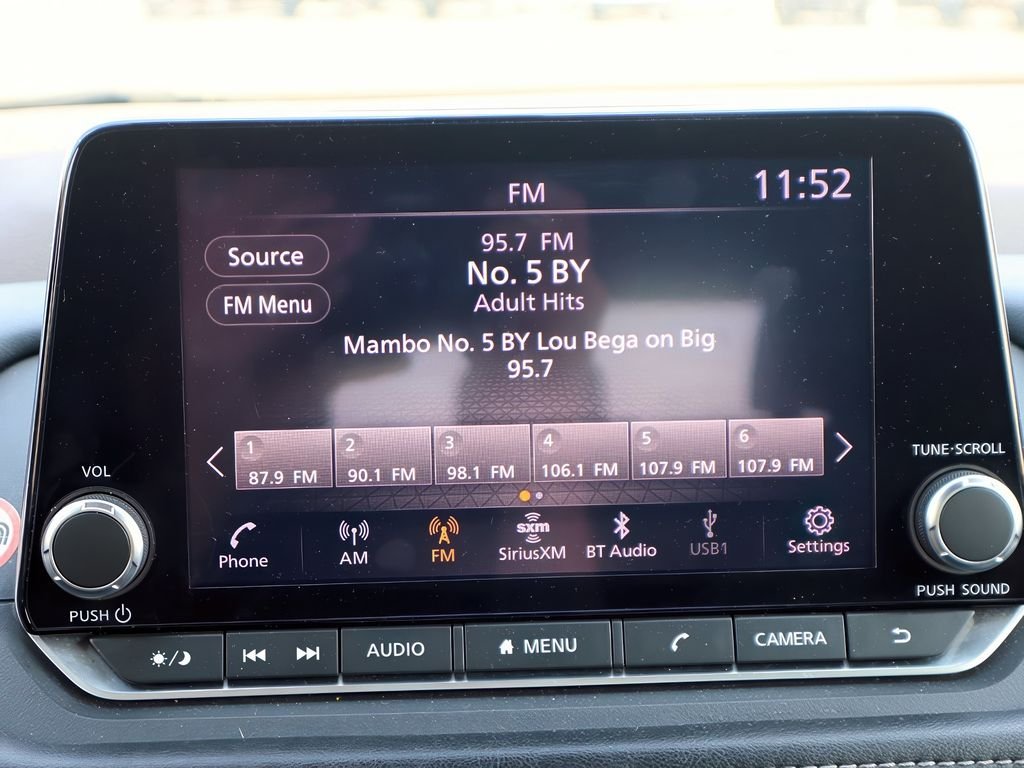 FM
11:52
Source
FM Menu
95.7 FM
No. 5 BY
Adult Hits
Mambo No. 5 BY Lou Bega on Big
95.7
1
87.9 FM
2
90.1 FM
3
98.1 FM
4
106.1 FM
5
107.9 FM
6
107.9 FM
Phone
AM
FM
sxm
SiriusXM
BT Audio
USB1
Settings
VOL
PUSH
TUNE·SCROLL
PUSH SOUND
AUDIO
MENU
CAMERA